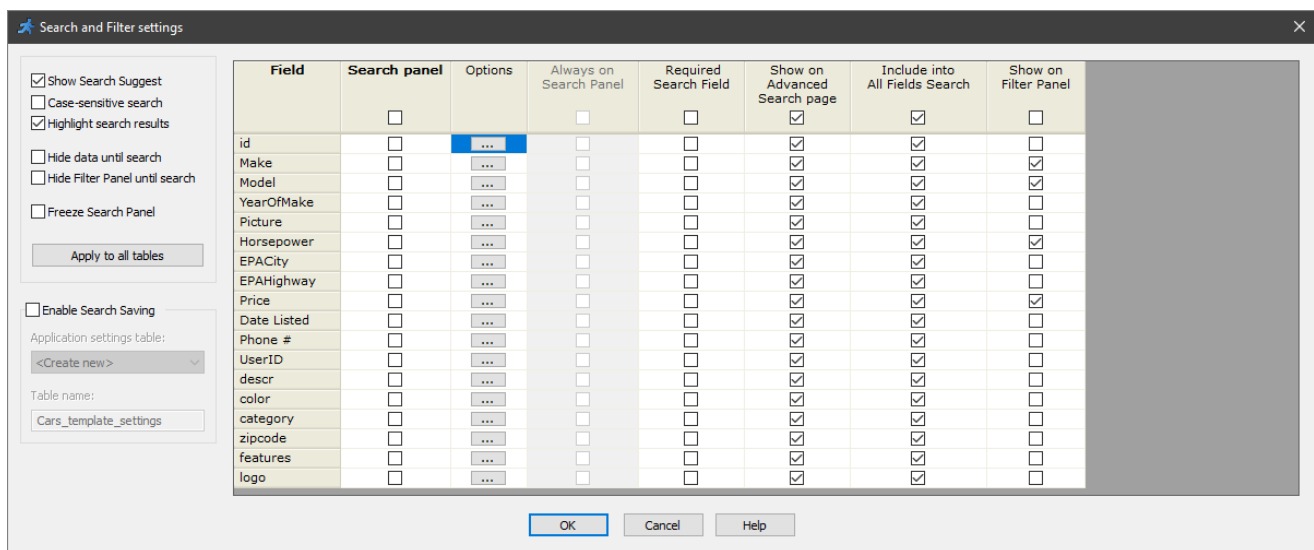 Search and Filter settings
Show Search Suggest
Case-sensitive search
Highlight search results
Hide data until search
Hide Filter Panel until search
Freeze Search Panel
Apply to all tables
Enable Search Saving
Application settings table:
<Create new>
Table name:
Cars_template_settings
Field Search panel Options Always on Search Panel Required Search Field Show on Advanced Search page Include into All Fields Search Show on Filter Panel
id ...
Make ...
Model ...
YearOfMake ...
Picture ...
Horsepower ...
EPACity ...
EPAHighway ...
Price ...
Date Listed ...
Phone # ...
UserID ...
descr ...
color ...
category ...
zipcode ...
features ...
logo ...
OK Cancel Help